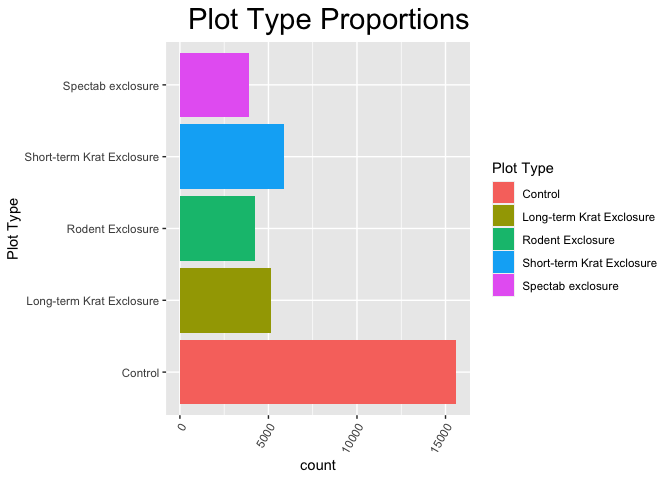 Plot Type Proportions
Plot Type
Spectab exclosure
Short-term Krat Exclosure
Rodent Exclosure
Long-term Krat Exclosure
Control
0
5000
10000
15000
count
Plot Type
Control
Long-term Krat Exclosure
Rodent Exclosure
Short-term Krat Exclosure
Spectab exclosure